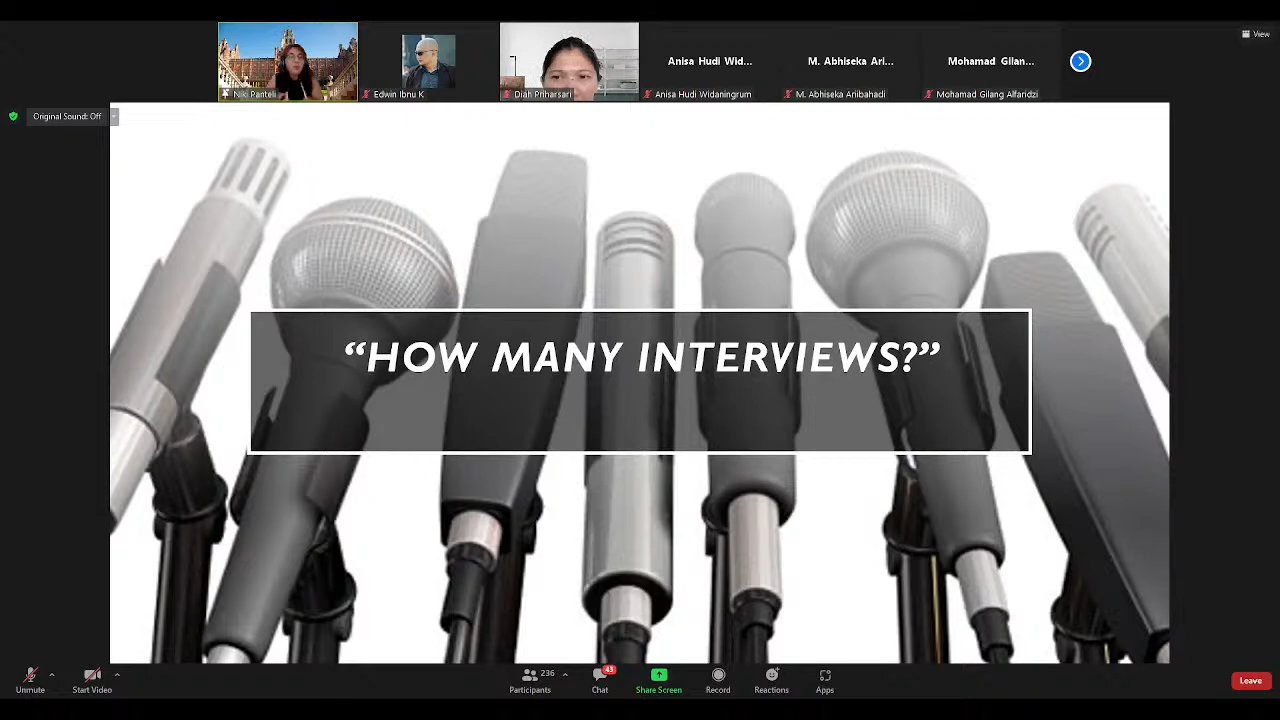 View
Anisa Hudi Wid...
M. Abhiseka Ari...
Mohamad Gilan...
Niki Panteli
Edwin Ibnu K
Diah Priharsari
Anisa Hudi Widaningrum
M. Abhiseka Ariibahadi
Mohamad Gilang Alfaridzi
Original Sound: Off
“HOW MANY INTERVIEWS?”
236
43
Unmute
Start Video
Participants
Chat
Share Screen
Record
Reactions
Apps
Leave